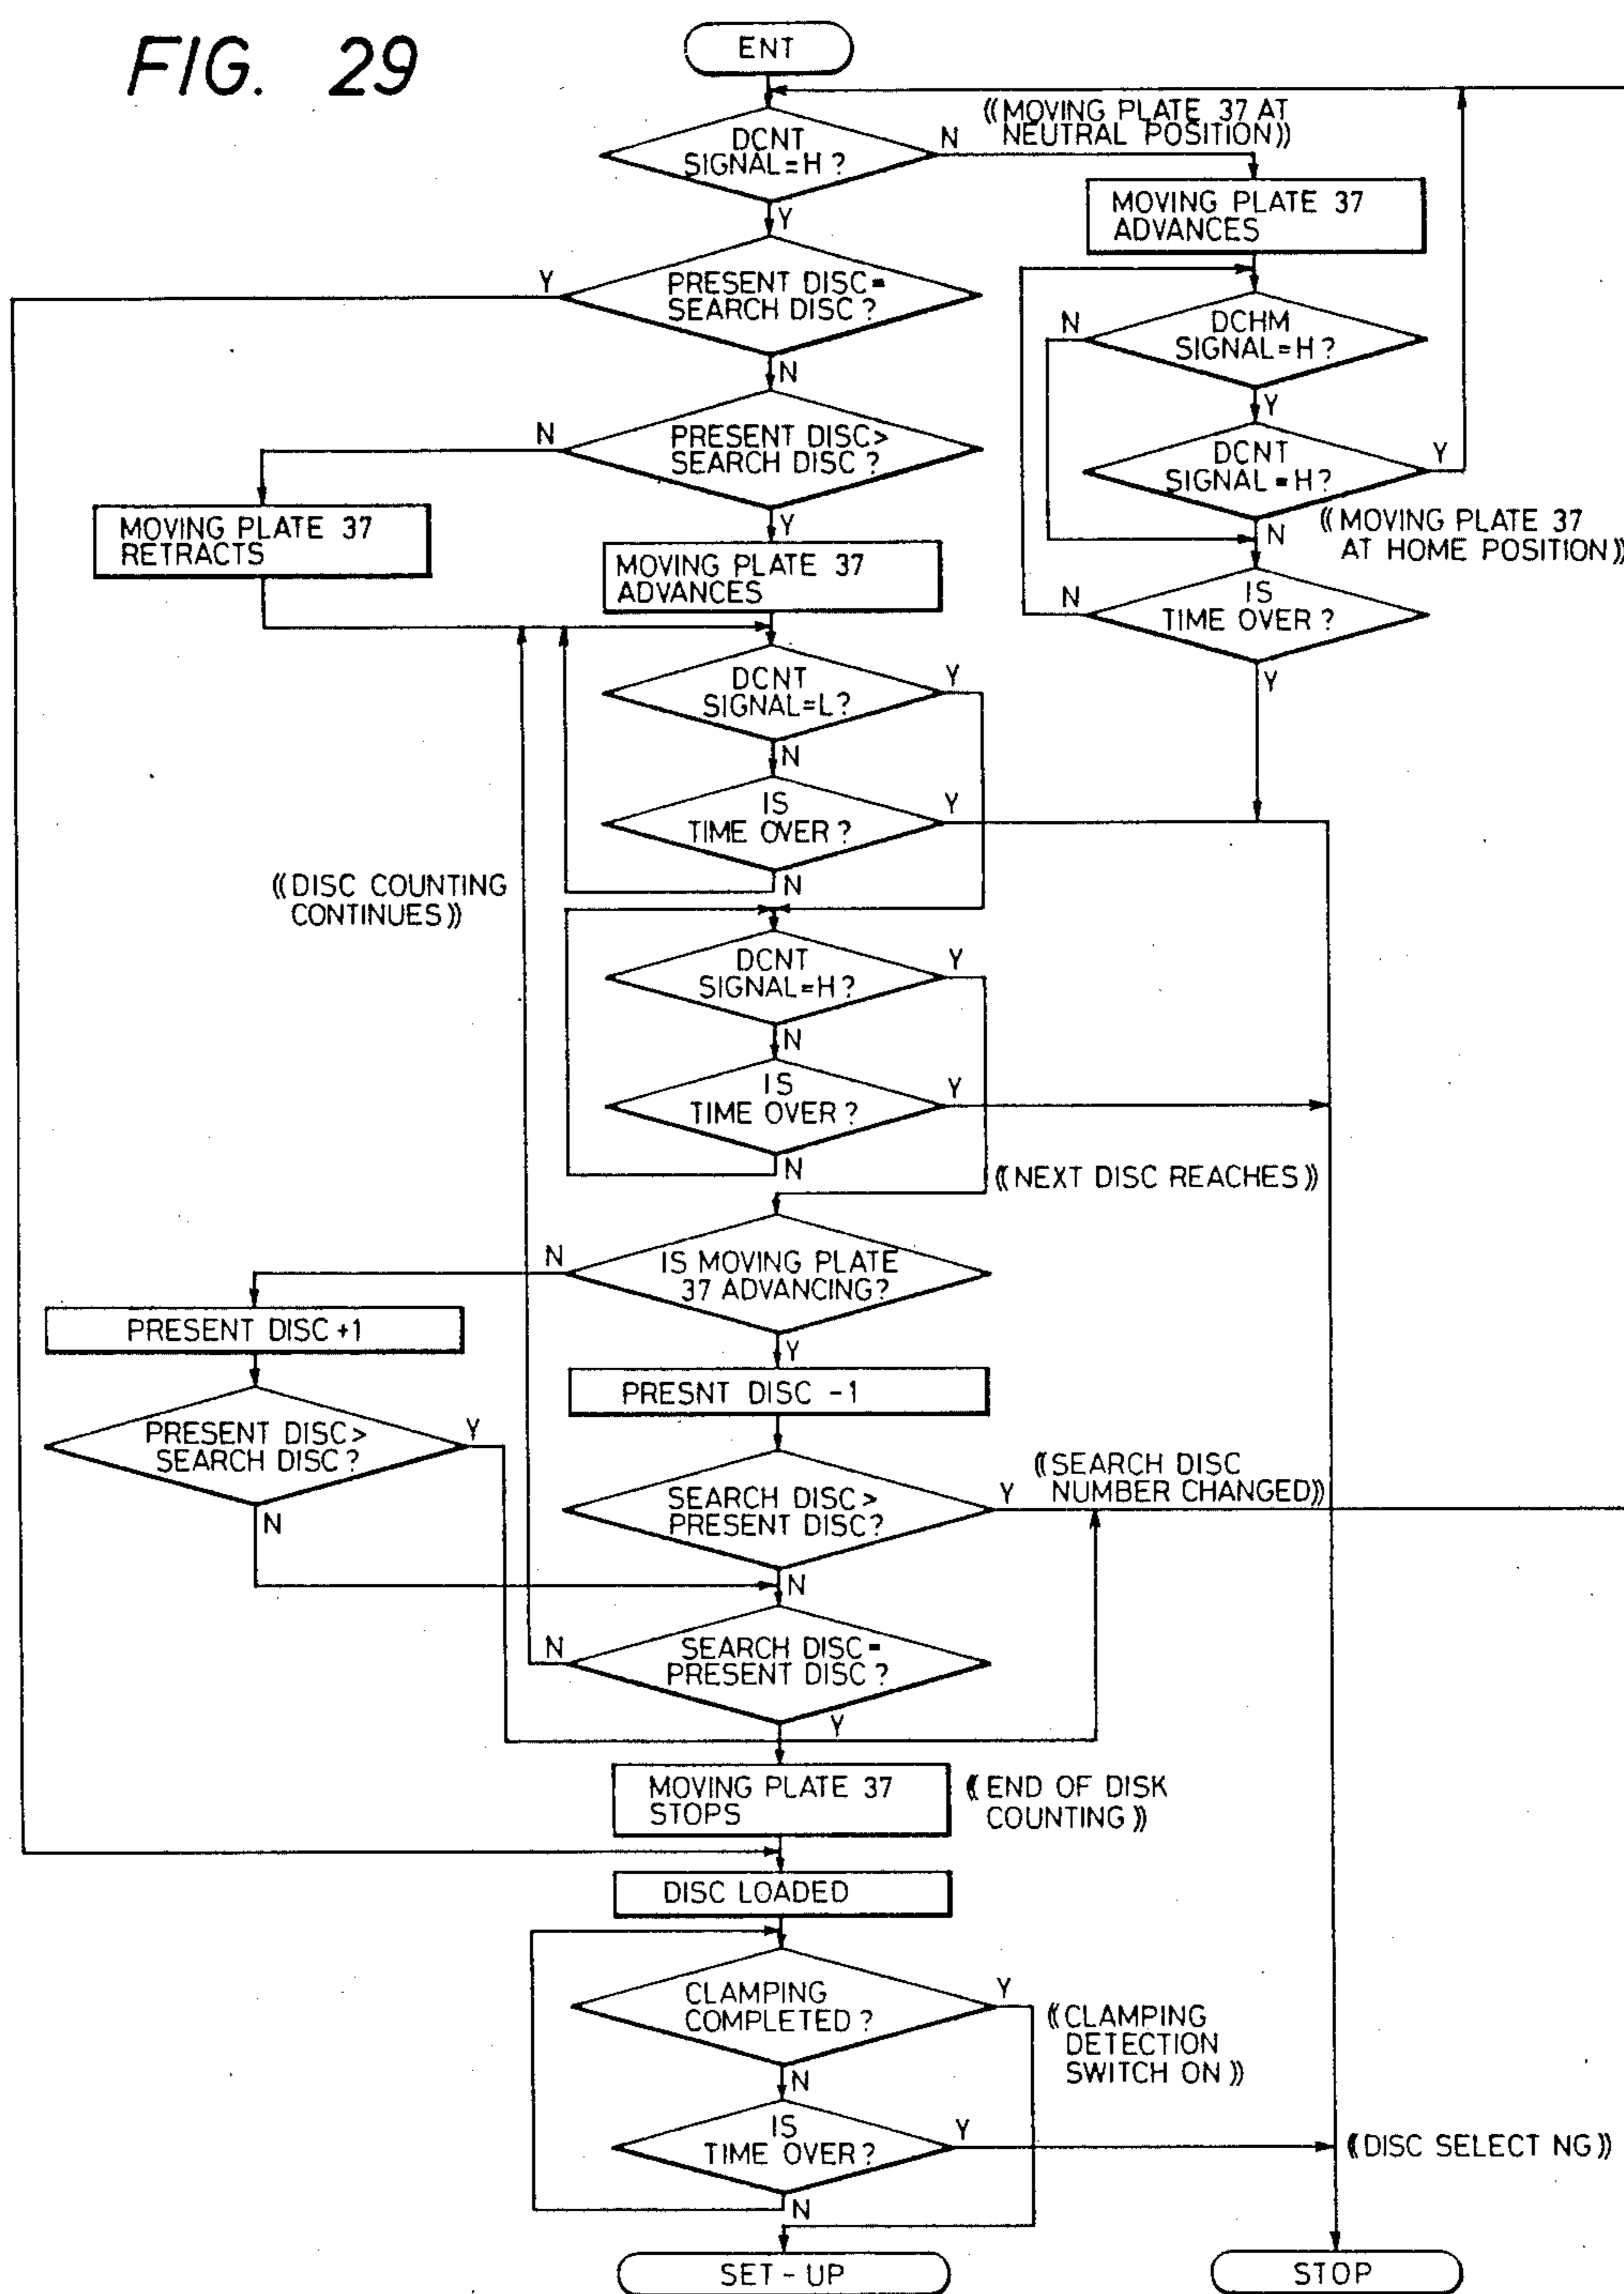 FIG. 29
ENT
DCNT
SIGNAL=H?
N
((MOVING PLATE 37 AT
NEUTRAL POSITION))
Y
MOVING PLATE 37
ADVANCES
Y
PRESENT DISC=
SEARCH DISC?
N
N
DCHM
SIGNAL=H?
Y
N
PRESENT DISC>
SEARCH DISC?
Y
DCNT
SIGNAL=H?
Y
N
((MOVING PLATE 37
AT HOME POSITION))
MOVING PLATE 37
RETRACTS
MOVING PLATE 37
ADVANCES
N
IS
TIME OVER?
Y
DCNT
SIGNAL=L?
Y
N
IS
TIME OVER?
Y
N
((DISC COUNTING
CONTINUES))
DCNT
SIGNAL=H?
Y
N
IS
TIME OVER?
Y
N
((NEXT DISC REACHES))
N
IS MOVING PLATE
37 ADVANCING?
Y
PRESENT DISC+1
PRESNT DISC -1
PRESENT DISC>
SEARCH DISC?
Y
N
SEARCH DISC>
PRESENT DISC?
Y
((SEARCH DISC
NUMBER CHANGED))
N
N
SEARCH DISC=
PRESENT DISC?
Y
MOVING PLATE 37
STOPS
((END OF DISK
COUNTING))
DISC LOADED
CLAMPING
COMPLETED?
Y
((CLAMPING
DETECTION
SWITCH ON))
N
IS
TIME OVER?
Y
((DISC SELECT NG))
N
SET-UP
STOP